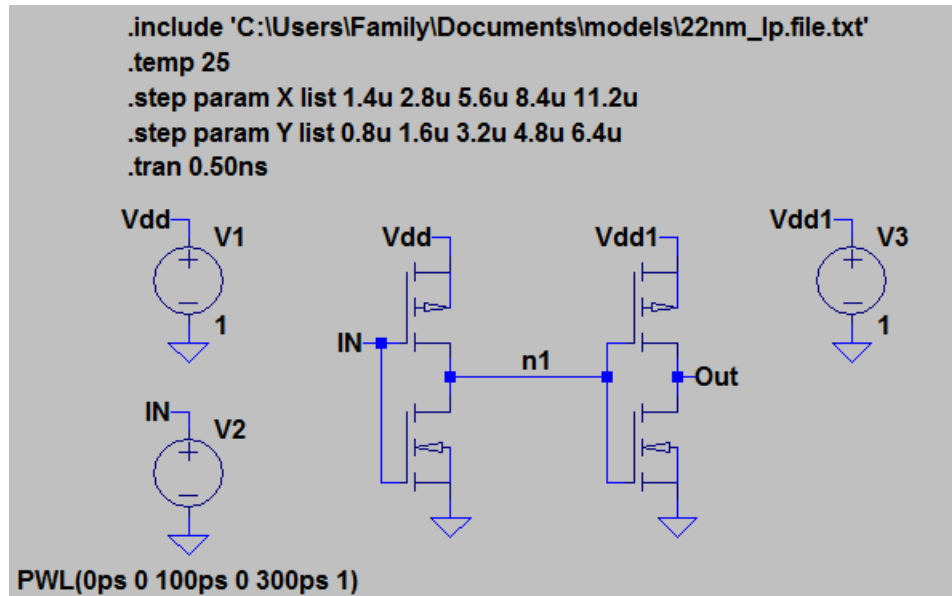 .include 'C:\Users\Family\Documents\models\22nm_lp.file.txt'
.temp 25
.step param X list 1.4u 2.8u 5.6u 8.4u 11.2u
.step param Y list 0.8u 1.6u 3.2u 4.8u 6.4u
.tran 0.50ns
Vdd
V1
1
Vdd
Vdd1
Vdd1
V3
1
IN
n1
Out
IN
V2
PWL(0ps 0 100ps 0 300ps 1)